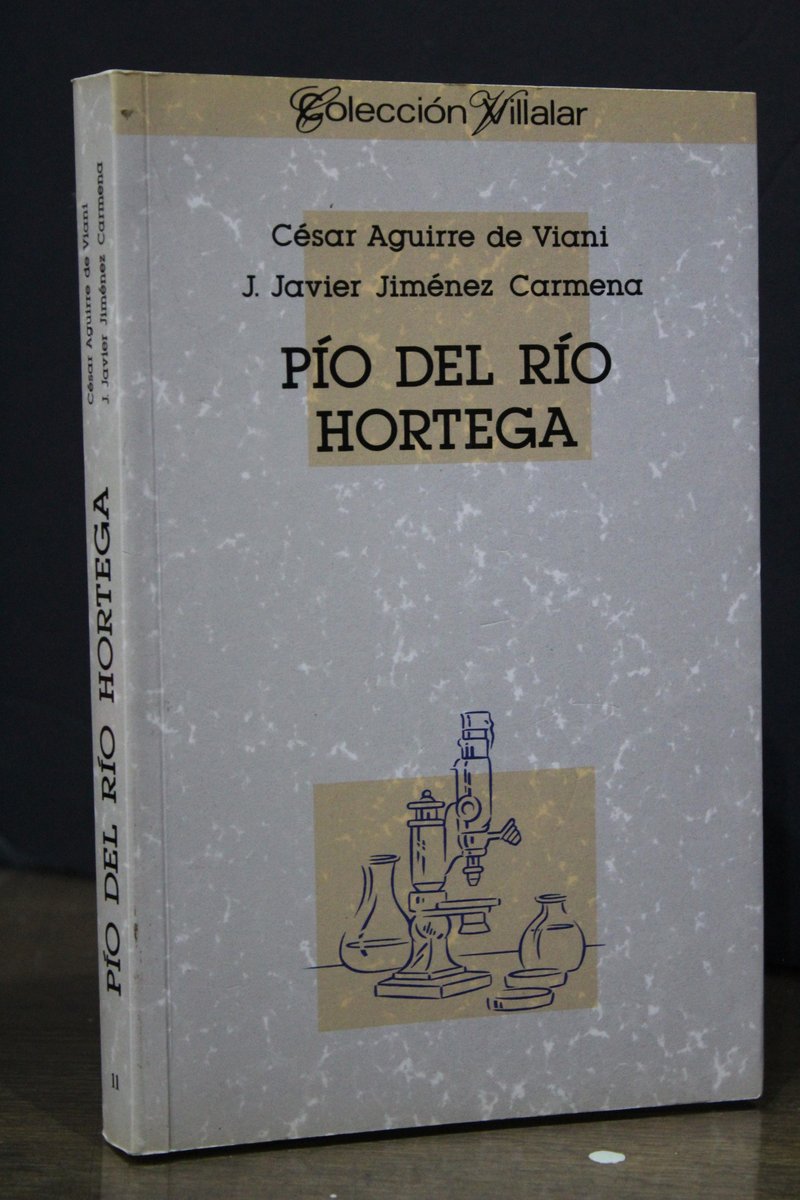 Colección Villalar
César Aguirre de Viani
J. Javier Jiménez Carmena
PÍO DEL RÍO
HORTEGA
César Aguirre de Viani
J. Javier Jiménez Carmena
PÍO DEL RÍO HORTEGA
11